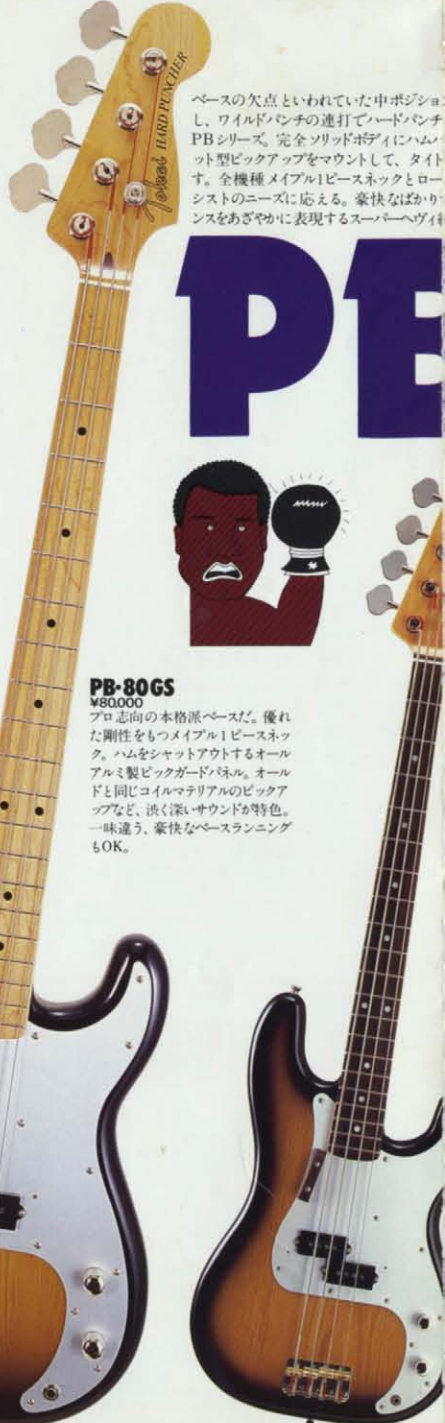 Tokai HARD PUNCHER
ベースの欠点といわれていた中ポジショ
し、ワイルドパンチの連打でハードパンチ
PBシリーズ。完全ソリッドボディにハムバ
ット型ピックアップをマウントして、タイト
す。全機種メイプル1ピースネックとロー
シストのニーズに応える。豪快なばかり
ンスをあざやかに表現するスーパーヘヴィ
PB
PB・80GS
¥80,000
プロ志向の本格派ベースだ。優れ
た剛性をもつメイプル1ピースネッ
ク。ハムをシャットアウトするオール
アルミ製ピックガードパネル。オール
ドと同じコイルマテリアルのピックア
ップなど、渋く深いサウンドが特色。
一味違う、豪快なベースランニング
もOK。